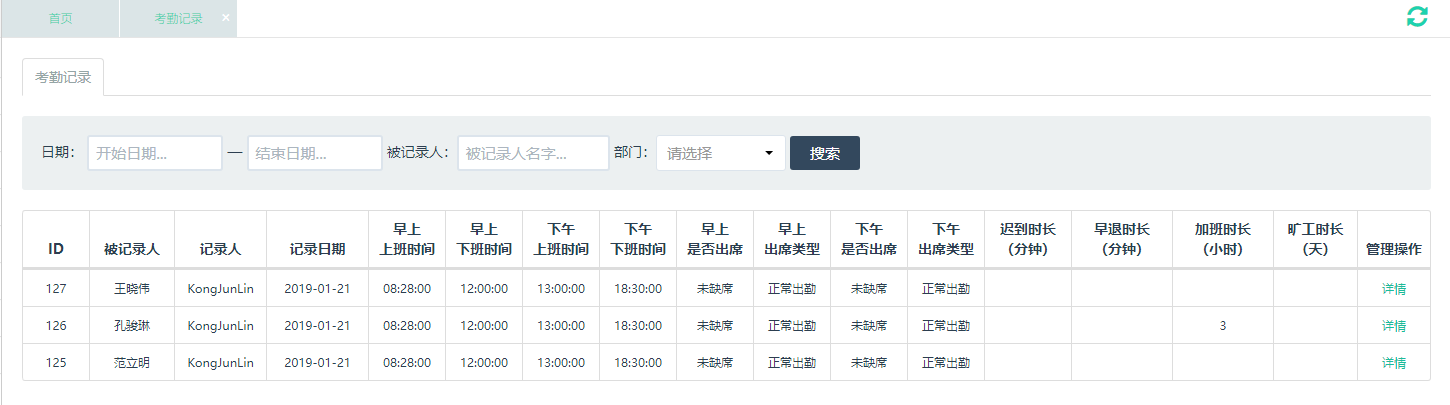 首页 考勤记录 ×
考勤记录
日期： 开始日期... — 结束日期... 被记录人： 被记录人名字... 部门： 请选择 搜索
ID 被记录人 记录人 记录日期 早上 上班时间 早上 下班时间 下午 上班时间 下午 下班时间 早上 是否出席 早上 出席类型 下午 是否出席 下午 出席类型 迟到时长 （分钟） 早退时长 （分钟） 加班时长 （小时） 旷工时长 （天） 管理操作
127 王晓伟 KongJunLin 2019-01-21 08:28:00 12:00:00 13:00:00 18:30:00 未缺席 正常出勤 未缺席 正常出勤 详情
126 孔骏琳 KongJunLin 2019-01-21 08:28:00 12:00:00 13:00:00 18:30:00 未缺席 正常出勤 未缺席 正常出勤 3 详情
125 范立明 KongJunLin 2019-01-21 08:28:00 12:00:00 13:00:00 18:30:00 未缺席 正常出勤 未缺席 正常出勤 详情